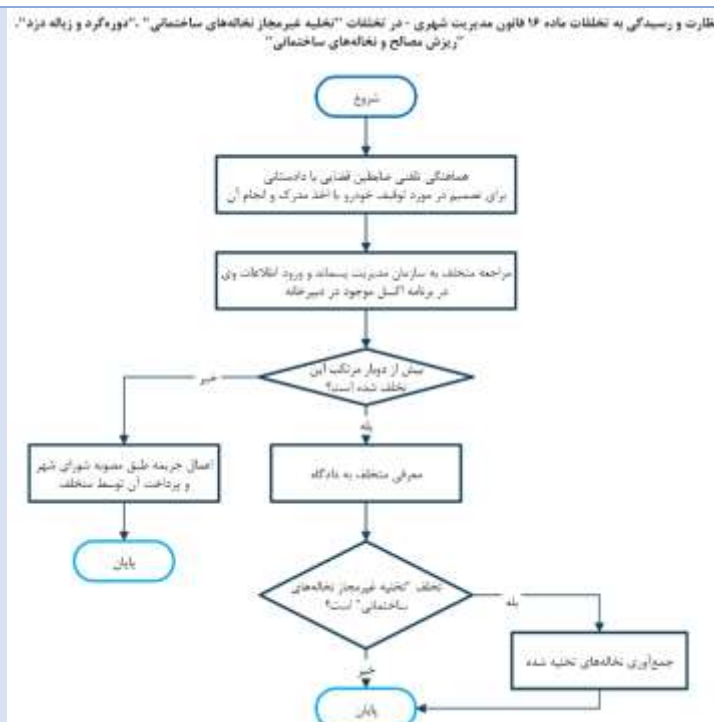 ظارت و رسیدگی به تخلفات ماده ۱۶ قانون مدیریت شهری - در تخلفات "تخلیه غیرمجاز نخاله‌های ساختمانی"، "دوره‌گرد و زباله دزد"،
"ریزش مصالح و نخاله‌های ساختمانی"
شروع
هماهنگی تلفنی ضابطین قضایی با دادستانی
برای تصمیم در مورد توقیف خودرو یا اخذ مدرک و انجام آن
مراجعه متخلف به سازمان مدیریت پسماند و ورود اطلاعات وی
در برنامه اکسل موجود در دبیرخانه
بیش از دوبار مرتکب این
تخلف شده است؟
خیر
بله
اعمال جریمه طبق مصوبه شورای شهر
و پرداخت آن توسط متخلف
معرفی متخلف به دادگاه
پایان
تخلف "تخلیه غیرمجاز نخاله‌های
ساختمانی" است؟
بله
جمع‌آوری نخاله‌های تخلیه شده
خیر
پایان